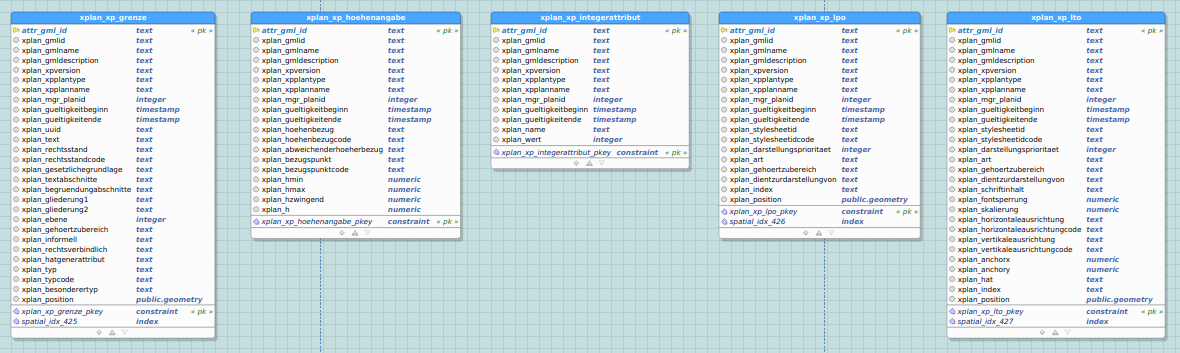 xplan_xp_grenze
attr_gml_id text « pk »
xplan_gmlid text
xplan_gmlname text
xplan_gmldescription text
xplan_xpversion text
xplan_xpplantype text
xplan_xpplanname text
xplan_mgr_planid integer
xplan_gueltigkeitbeginn timestamp
xplan_gueltigkeitende timestamp
xplan_uuid text
xplan_text text
xplan_rechtsstand text
xplan_rechtsstandcode text
xplan_gesetzlichegrundlage text
xplan_textabschnitte text
xplan_begruendungabschnitte text
xplan_gliederung1 text
xplan_gliederung2 text
xplan_ebene integer
xplan_gehoertzubereich text
xplan_informell text
xplan_rechtsverbindlich text
xplan_hatgenerattribut text
xplan_typ text
xplan_typcode text
xplan_besonderertyp text
xplan_position public.geometry
xplan_xp_grenze_pkey constraint « pk »
spatial_idx_425 index
xplan_xp_hoehenangabe
attr_gml_id text « pk »
xplan_gmlid text
xplan_gmlname text
xplan_gmldescription text
xplan_xpversion text
xplan_xpplantype text
xplan_xpplanname text
xplan_mgr_planid integer
xplan_gueltigkeitbeginn timestamp
xplan_gueltigkeitende timestamp
xplan_hoehenbezug text
xplan_hoehenbezugcode text
xplan_abweichenderhoeherbezug text
xplan_bezugspunkt text
xplan_bezugspunktcode text
xplan_hmin numeric
xplan_hmax numeric
xplan_hzwingend numeric
xplan_h numeric
xplan_xp_hoehenangabe_pkey constraint « pk »
xplan_xp_integerattribut
attr_gml_id text « pk »
xplan_gmlid text
xplan_gmlname text
xplan_gmldescription text
xplan_xpversion text
xplan_xpplantype text
xplan_xpplanname text
xplan_mgr_planid integer
xplan_gueltigkeitbeginn timestamp
xplan_gueltigkeitende timestamp
xplan_name text
xplan_wert integer
xplan_xp_integerattribut_pkey constraint « pk »
xplan_xp_lpo
attr_gml_id text « pk »
xplan_gmlid text
xplan_gmlname text
xplan_gmldescription text
xplan_xpversion text
xplan_xpplantype text
xplan_xpplanname text
xplan_mgr_planid integer
xplan_gueltigkeitbeginn timestamp
xplan_gueltigkeitende timestamp
xplan_stylesheetid text
xplan_stylesheetidcode text
xplan_darstellungsprioritaet integer
xplan_art text
xplan_gehoertzubereich text
xplan_dientzurdarstellungvon text
xplan_index text
xplan_position public.geometry
xplan_xp_lpo_pkey constraint « pk »
spatial_idx_426 index
xplan_xp_lto
attr_gml_id text « pk »
xplan_gmlid text
xplan_gmlname text
xplan_gmldescription text
xplan_xpversion text
xplan_xpplantype text
xplan_xpplanname text
xplan_mgr_planid integer
xplan_gueltigkeitbeginn timestamp
xplan_gueltigkeitende timestamp
xplan_stylesheetid text
xplan_stylesheetidcode text
xplan_darstellungsprioritaet integer
xplan_art text
xplan_gehoertzubereich text
xplan_dientzurdarstellungvon text
xplan_schriftinhalt text
xplan_fontsperrung numeric
xplan_skalierung numeric
xplan_horizontaleausrichtung text
xplan_horizontaleausrichtungcode text
xplan_vertikaleausrichtung text
xplan_vertikaleausrichtungcode text
xplan_anchorx numeric
xplan_anchory numeric
xplan_hat text
xplan_index text
xplan_position public.geometry
xplan_xp_lto_pkey constraint « pk »
spatial_idx_427 index